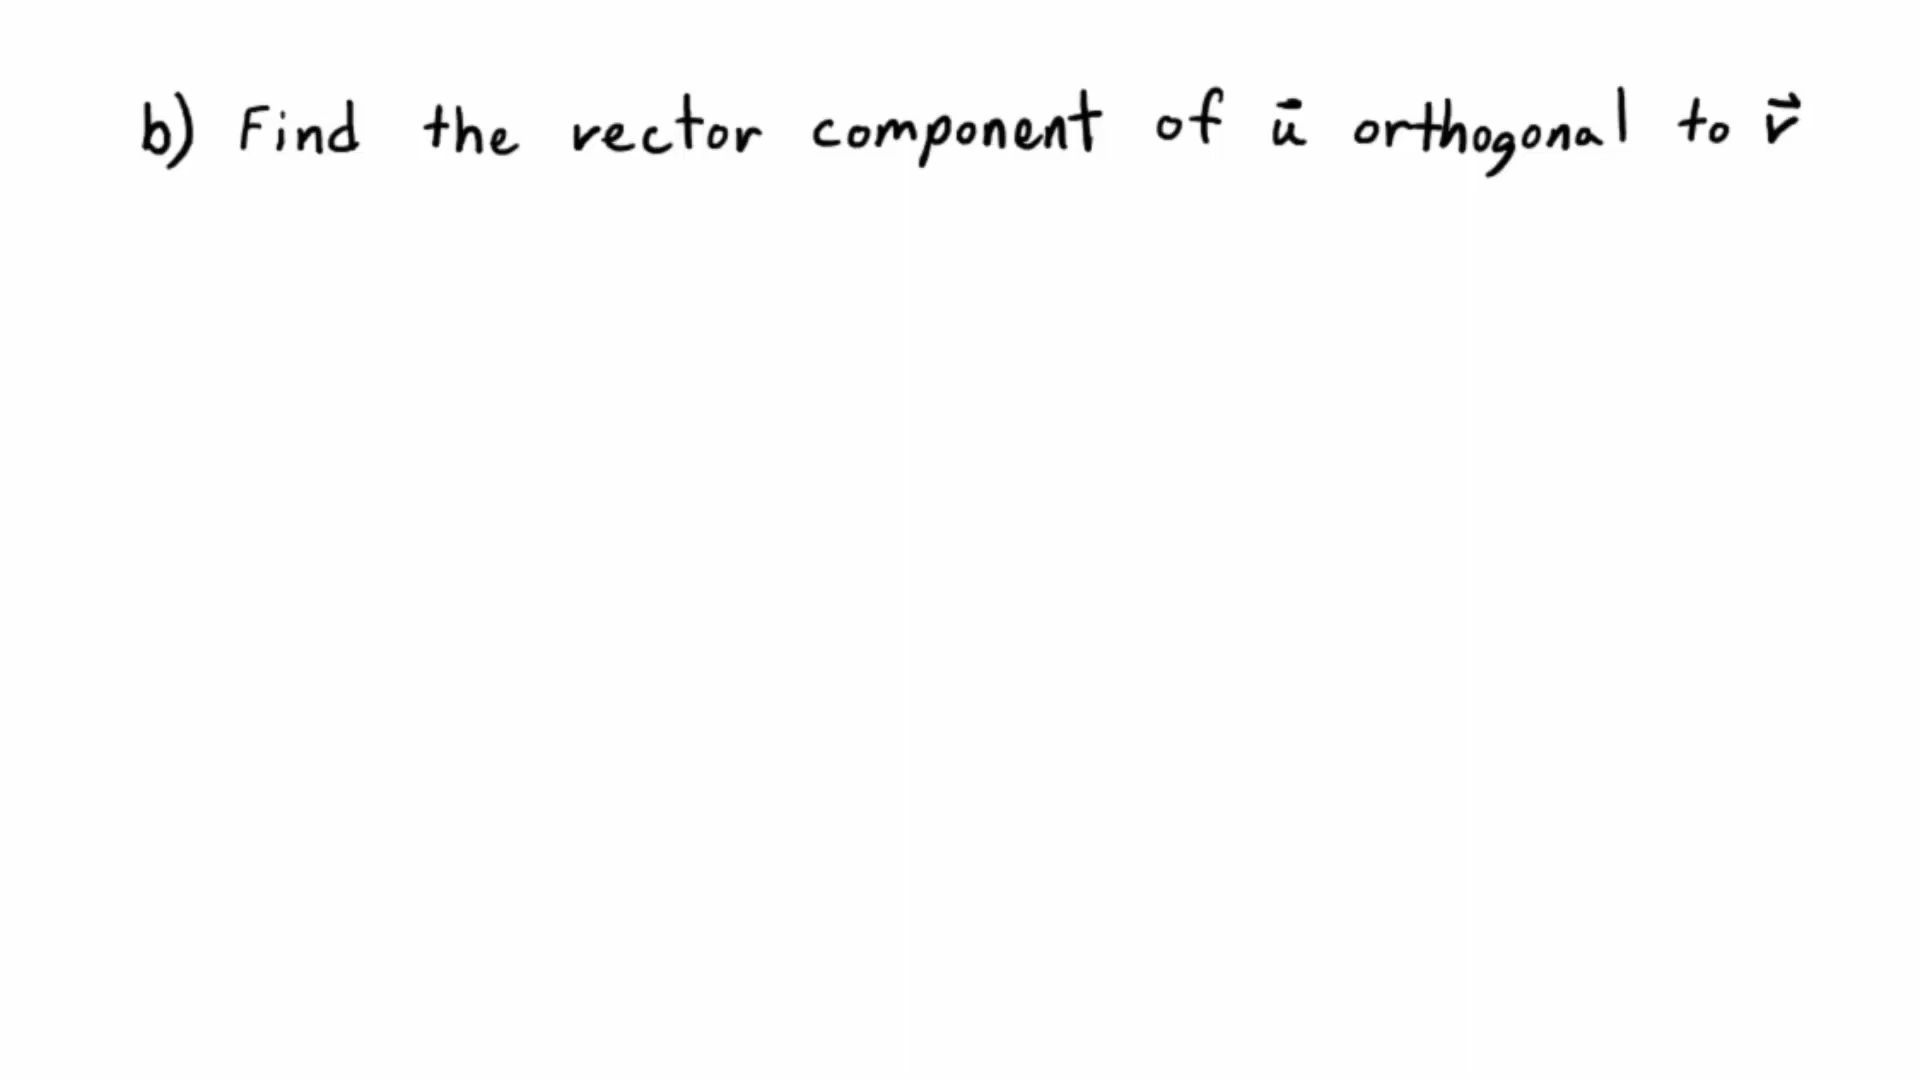 b) Find the vector component of u⃗ orthogonal to v⃗